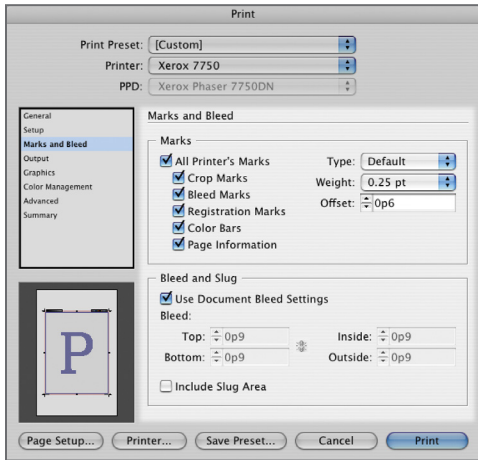 Print
Print Preset: [Custom]
Printer: Xerox 7750
PPD: Xerox Phaser 7750DN
General
Setup
Marks and Bleed
Output
Graphics
Color Management
Advanced
Summary
Marks and Bleed
Marks
All Printer's Marks Type: Default
Crop Marks Weight: 0.25 pt
Bleed Marks Offset: 0p6
Registration Marks
Color Bars
Page Information
Bleed and Slug
Use Document Bleed Settings
Bleed:
Top: 0p9 Inside: 0p9
Bottom: 0p9 Outside: 0p9
Include Slug Area
P
Page Setup... Printer... Save Preset... Cancel Print